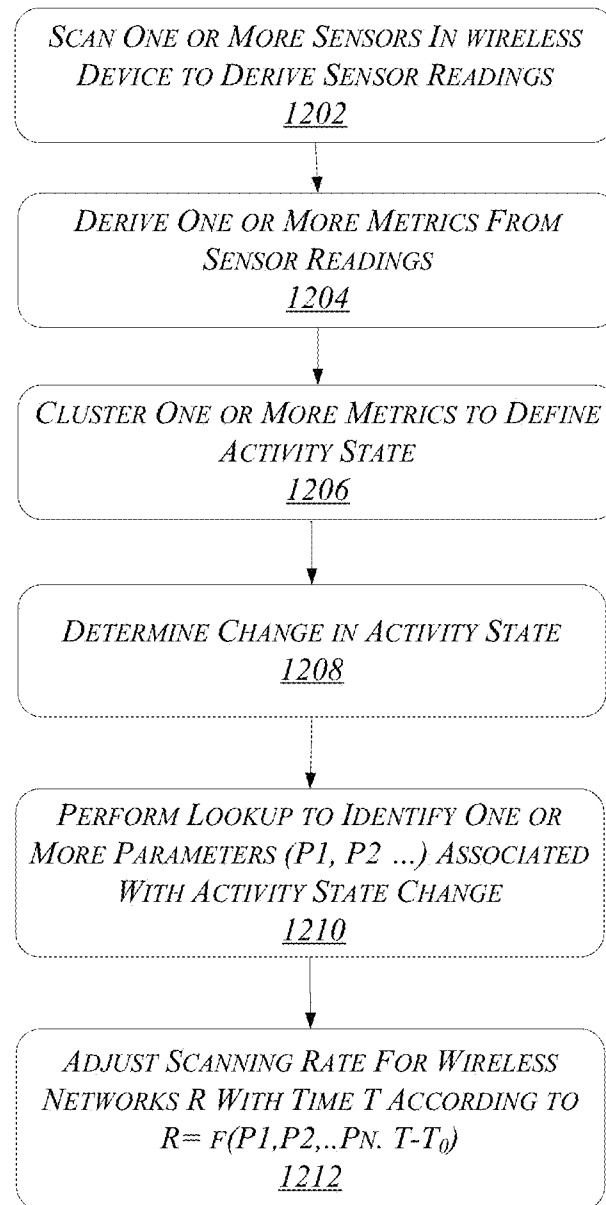 SCAN ONE OR MORE SENSORS IN WIRELESS
DEVICE TO DERIVE SENSOR READINGS
1202
DERIVE ONE OR MORE METRICS FROM
SENSOR READINGS
1204
CLUSTER ONE OR MORE METRICS TO DEFINE
ACTIVITY STATE
1206
DETERMINE CHANGE IN ACTIVITY STATE
1208
PERFORM LOOKUP TO IDENTIFY ONE OR
MORE PARAMETERS (P1, P2 ...) ASSOCIATED
WITH ACTIVITY STATE CHANGE
1210
ADJUST SCANNING RATE FOR WIRELESS
NETWORKS R WITH TIME T ACCORDING TO
R= F(P1,P2,..PN. T-T₀)
1212